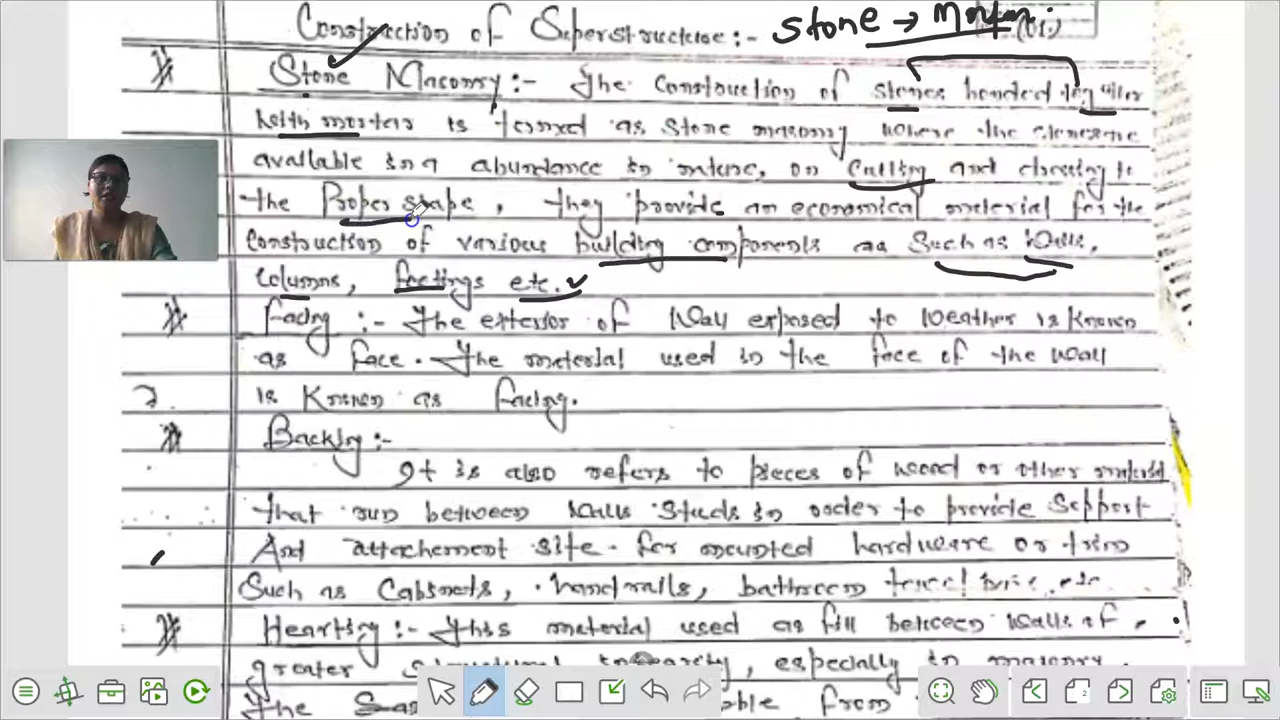 Construction of Superstructure :- Stone → Mortar
Stone Masonry :- The Construction of stones bonded together
with mortar is termed as stone masonry where the stones are
available in a abundance in nature, on Cutting and dressing to
the Proper shape, they provide an economical material for the
Construction of various building components as Such as Walls,
Columns, footings etc.
Facing :- The exterior of Wall exposed to Weather is Known
as face. The material used in the face of the Wall
2. is Known as facing.
Backing :-
It is also refers to pieces of wood or other material
that run between Walls Studs in order to provide Support
And attachement site for mounted hardware or trim
Such as Cabinets, handrails, bathroom etc
Hearting :- This material used as fill between Walls of
greater especially in masonry.
The from
2